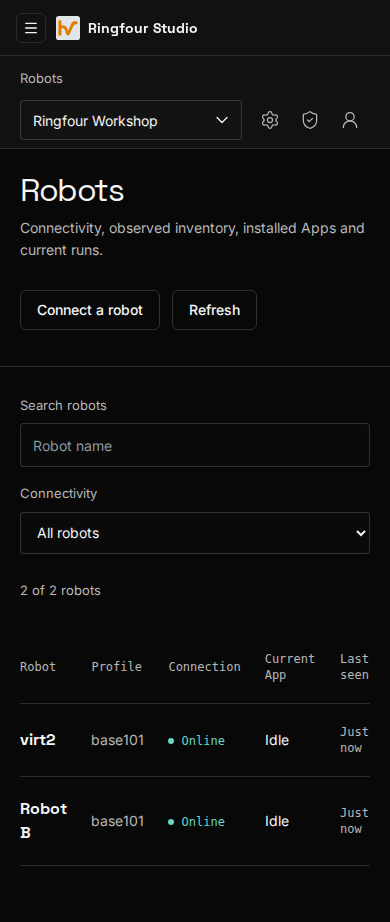 Ringfour Studio
Robots
Ringfour Workshop
Robots
Connectivity, observed inventory, installed Apps and
current runs.
Connect a robot
Refresh
Search robots
Robot name
Connectivity
All robots
2 of 2 robots
Robot Profile Connection Current App Last seen
virt2 base101 Online Idle Just now
Robot B base101 Online Idle Just now